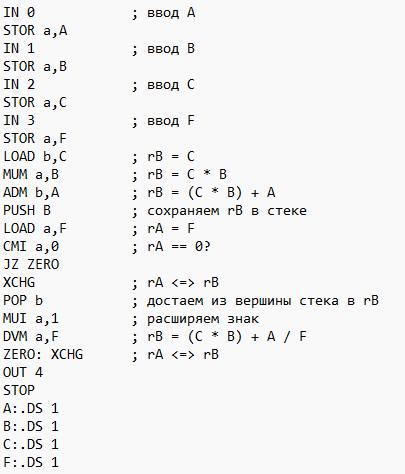 IN 0 ; ввод A
STOR a,A
IN 1 ; ввод B
STOR a,B
IN 2 ; ввод C
STOR a,C
IN 3 ; ввод F
STOR a,F
LOAD b,C ; rB = C
MUM a,B ; rB = C * B
ADM b,A ; rB = (C * B) + A
PUSH B ; сохраняем rB в стеке
LOAD a,F ; rA = F
CMI a,0 ; rA == 0?
JZ ZERO
XCHG ; rA <=> rB
POP b ; достаем из вершины стека в rB
MUI a,1 ; расширяем знак
DVM a,F ; rB = (C * B) + A / F
ZERO: XCHG ; rA <=> rB
OUT 4
STOP
A:.DS 1
B:.DS 1
C:.DS 1
F:.DS 1